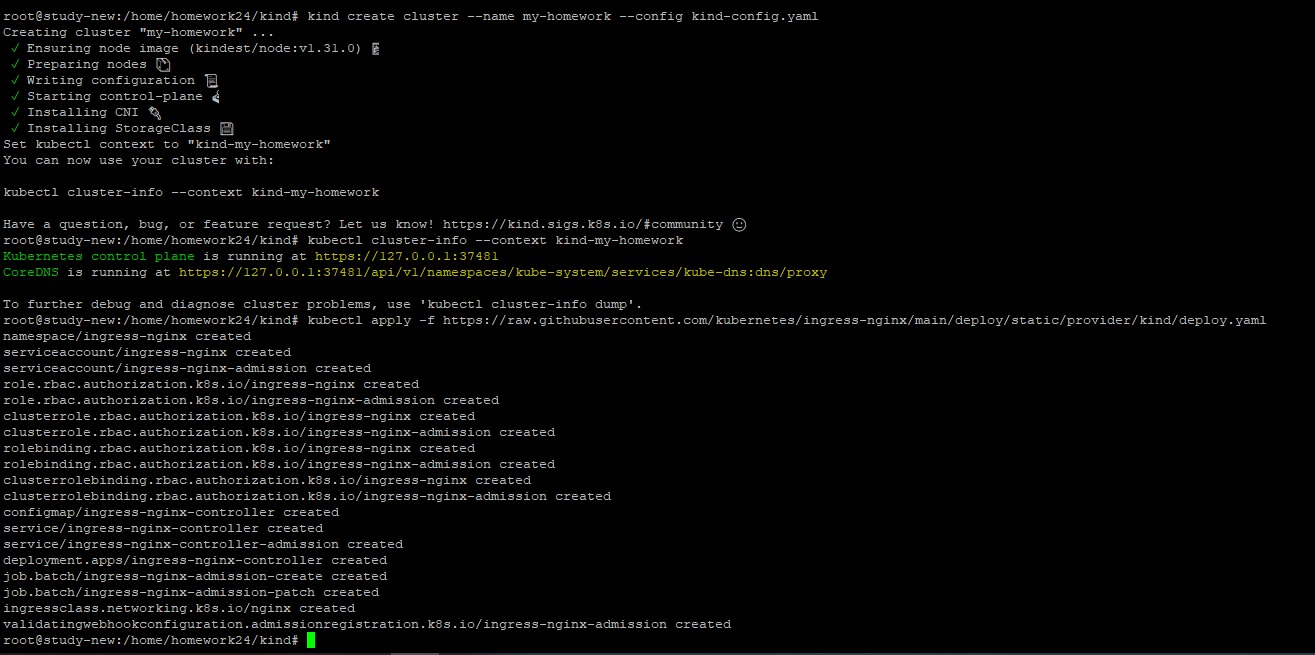 root@study-new:/home/homework24/kind# kind create cluster --name my-homework --config kind-config.yaml
Creating cluster "my-homework" ...
✓ Ensuring node image (kindest/node:v1.31.0)
✓ Preparing nodes
✓ Writing configuration
✓ Starting control-plane
✓ Installing CNI
✓ Installing StorageClass
Set kubectl context to "kind-my-homework"
You can now use your cluster with:
kubectl cluster-info --context kind-my-homework
Have a question, bug, or feature request? Let us know! https://kind.sigs.k8s.io/#community 🙂
root@study-new:/home/homework24/kind# kubectl cluster-info --context kind-my-homework
Kubernetes control plane is running at https://127.0.0.1:37481
CoreDNS is running at https://127.0.0.1:37481/api/v1/namespaces/kube-system/services/kube-dns:dns/proxy
To further debug and diagnose cluster problems, use 'kubectl cluster-info dump'.
root@study-new:/home/homework24/kind# kubectl apply -f https://raw.githubusercontent.com/kubernetes/ingress-nginx/main/deploy/static/provider/kind/deploy.yaml
namespace/ingress-nginx created
serviceaccount/ingress-nginx created
serviceaccount/ingress-nginx-admission created
role.rbac.authorization.k8s.io/ingress-nginx created
role.rbac.authorization.k8s.io/ingress-nginx-admission created
clusterrole.rbac.authorization.k8s.io/ingress-nginx created
clusterrole.rbac.authorization.k8s.io/ingress-nginx-admission created
rolebinding.rbac.authorization.k8s.io/ingress-nginx created
rolebinding.rbac.authorization.k8s.io/ingress-nginx-admission created
clusterrolebinding.rbac.authorization.k8s.io/ingress-nginx created
clusterrolebinding.rbac.authorization.k8s.io/ingress-nginx-admission created
configmap/ingress-nginx-controller created
service/ingress-nginx-controller created
service/ingress-nginx-controller-admission created
deployment.apps/ingress-nginx-controller created
job.batch/ingress-nginx-admission-create created
job.batch/ingress-nginx-admission-patch created
ingressclass.networking.k8s.io/nginx created
validatingwebhookconfiguration.admissionregistration.k8s.io/ingress-nginx-admission created
root@study-new:/home/homework24/kind#